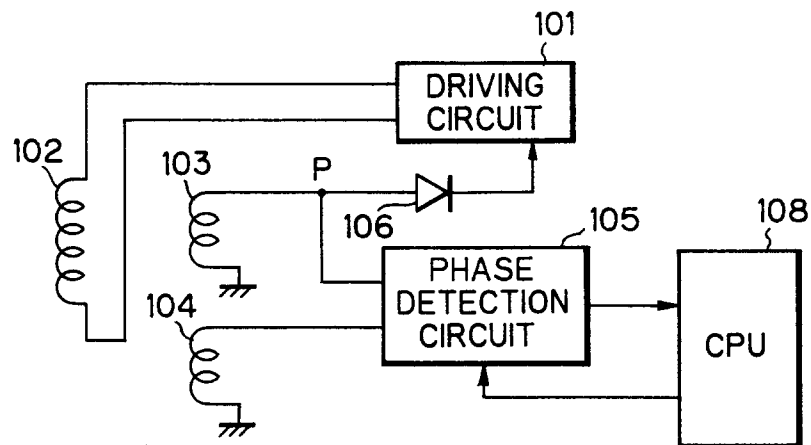 101
DRIVING
CIRCUIT
102
103
P
106
105
108
PHASE
DETECTION
CIRCUIT
104
CPU